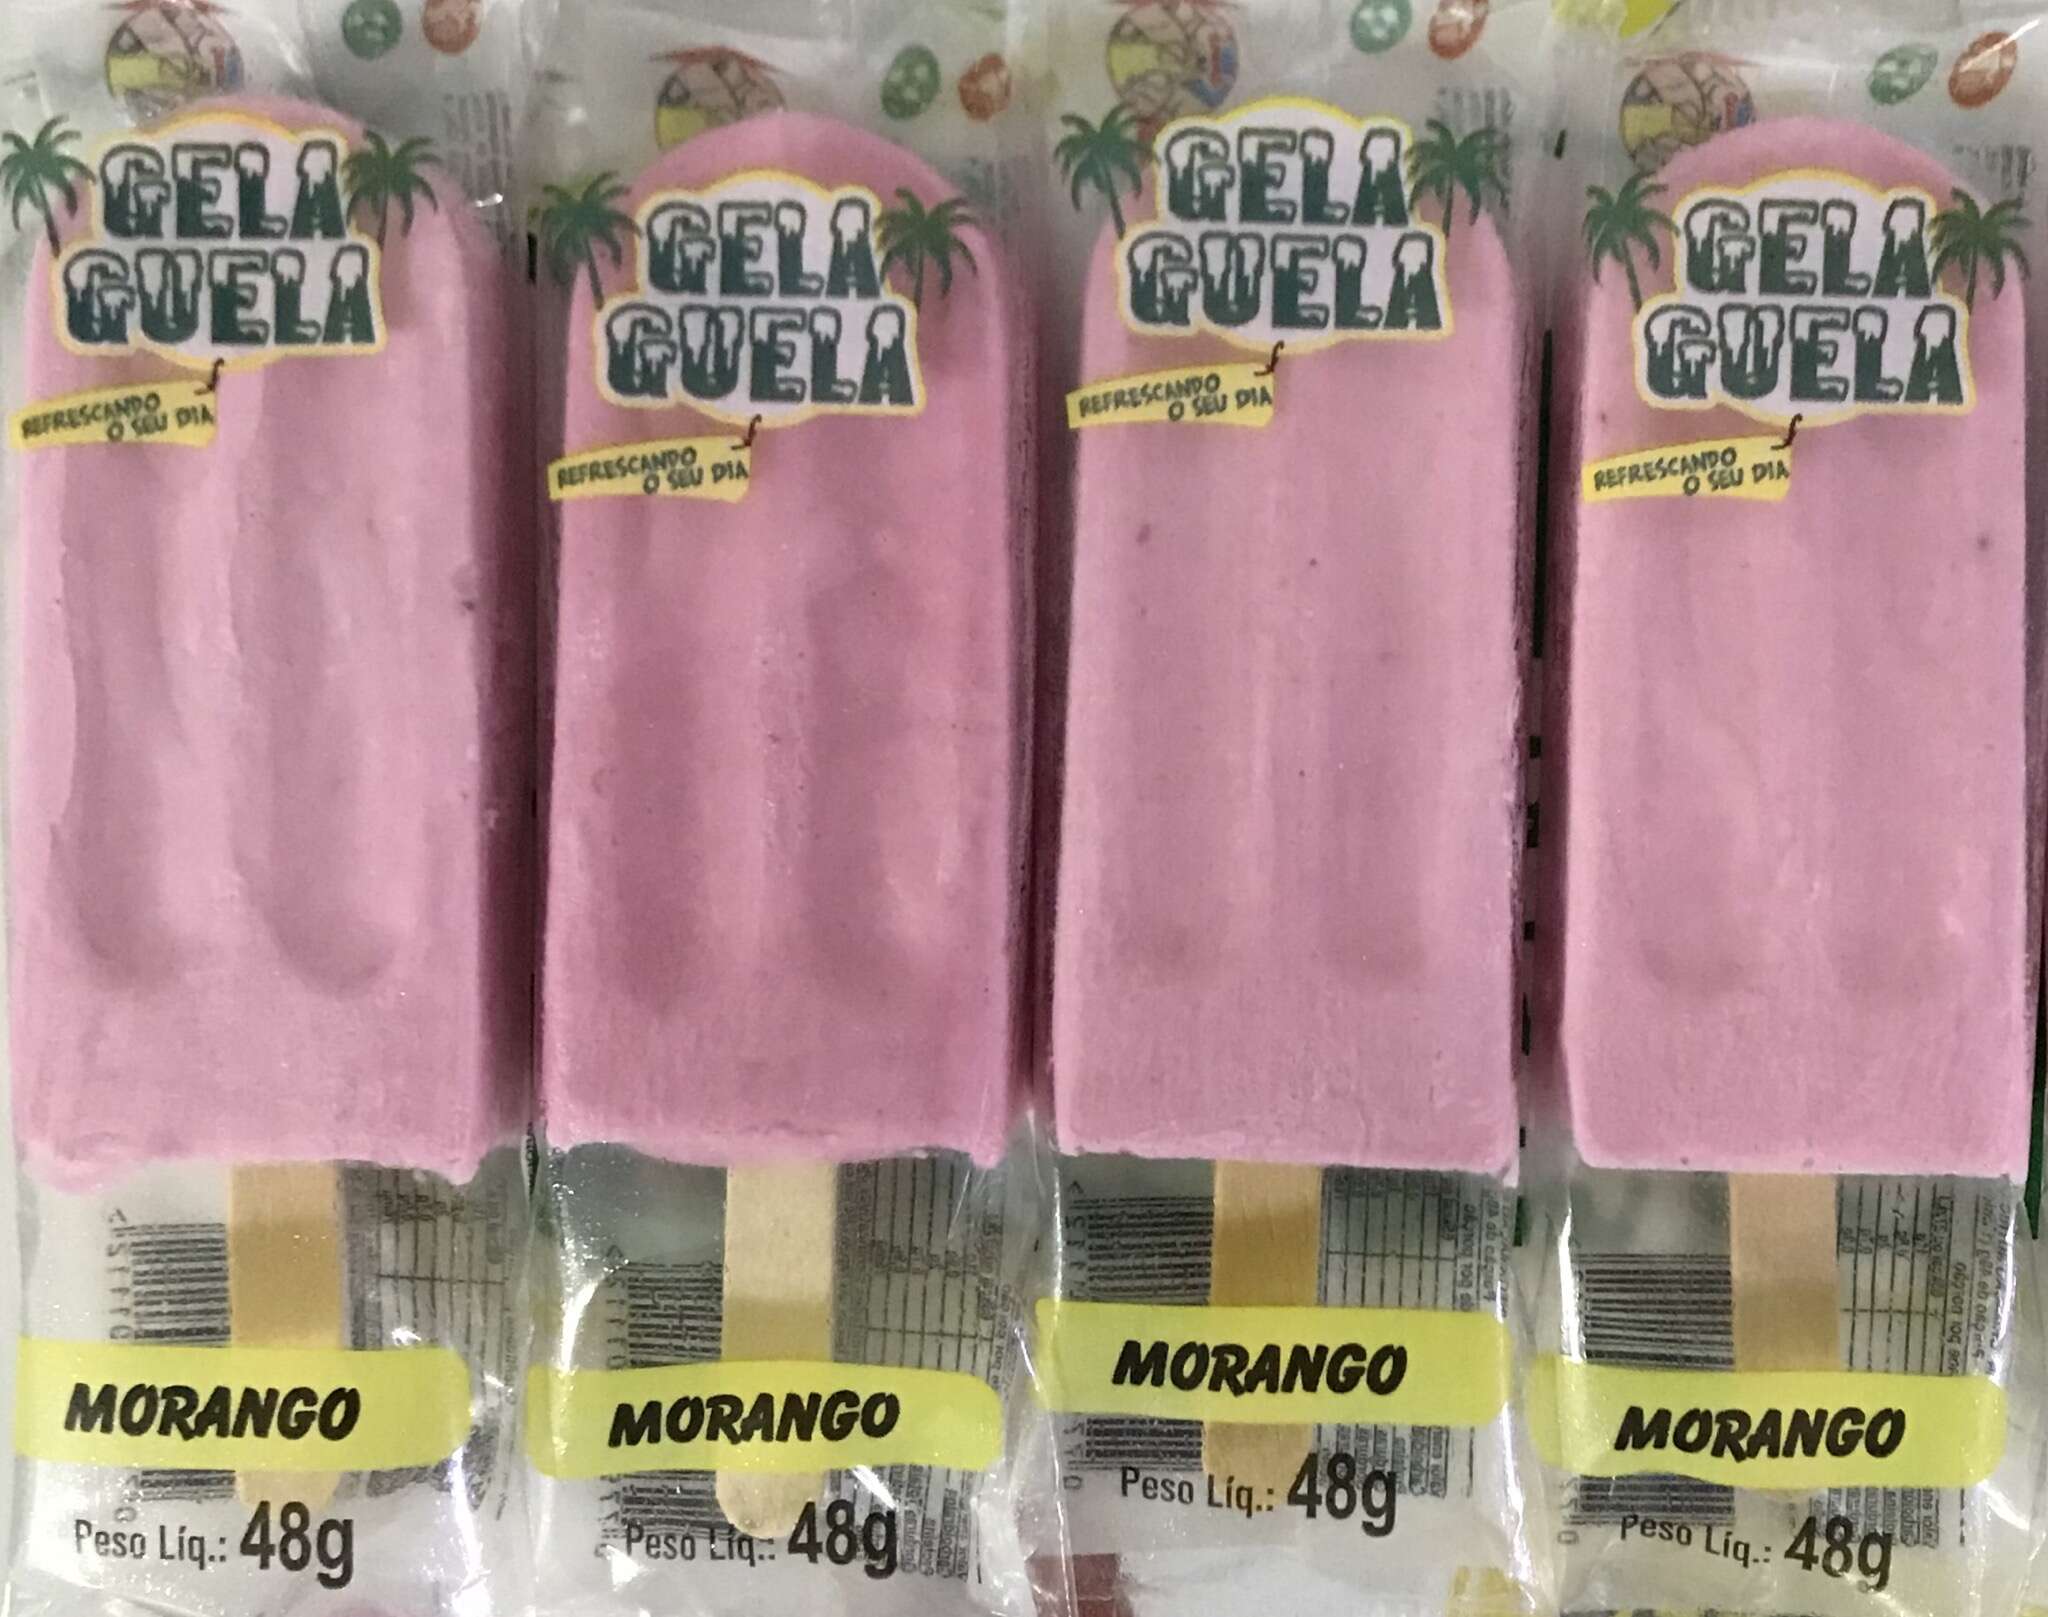 GELA
GUELA
REFRESCANDO
O SEU DIA
MORANGO
Peso Líq.: 48g
GELA
GUELA
REFRESCANDO
O SEU DIA
MORANGO
Peso Líq.: 48g
GELA
GUELA
REFRESCANDO
O SEU DIA
MORANGO
Peso Líq.: 48g
GELA
GUELA
REFRESCANDO
O SEU DIA
MORANGO
Peso Líq.: 48g